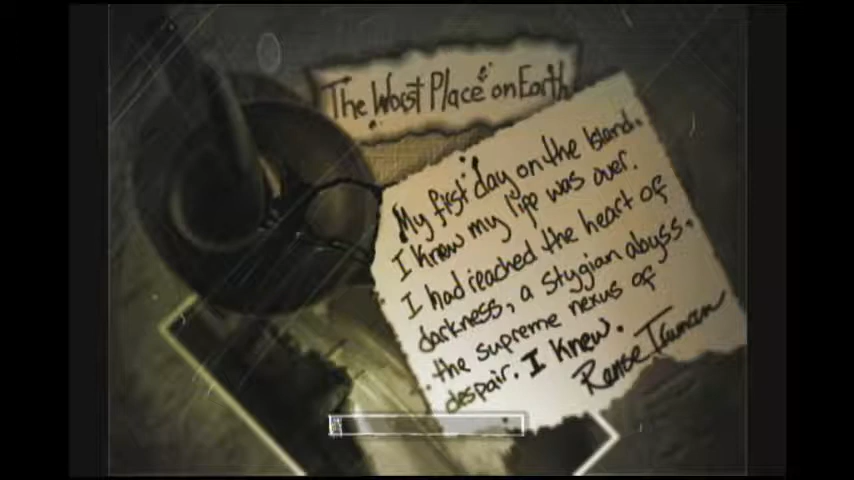 The Worst Place on Earth
My first day on the Island.
I knew my life was over.
I had reached the heart of
darkness, a stygian abyss,
the supreme nexus of
despair. I knew.
Ranse Truman